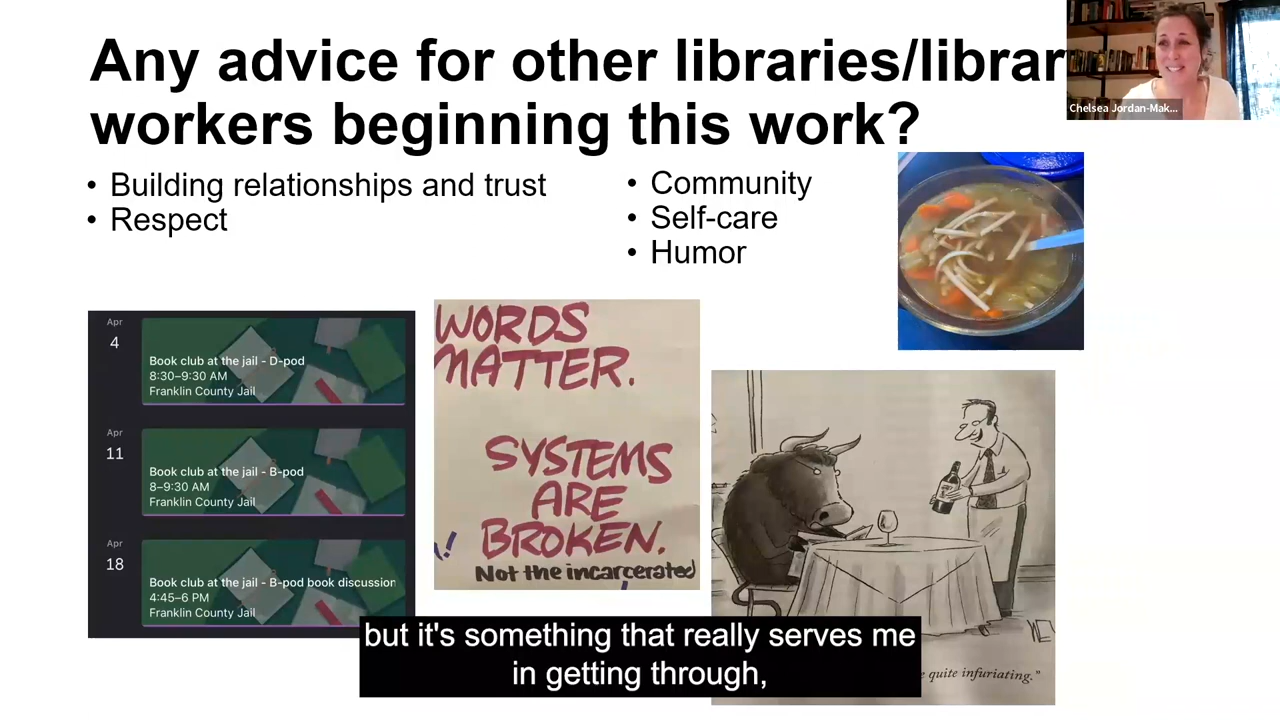 Any advice for other libraries/librar
workers beginning this work?
Chelsea Jordan-Mak...
• Building relationships and trust
• Respect
• Community
• Self-care
• Humor
Apr
4
Book club at the jail - D-pod
8:30–9:30 AM
Franklin County Jail
Apr
11
Book club at the jail - B-pod
8–9:30 AM
Franklin County Jail
Apr
18
Book club at the jail - B-pod book discussion
4:45–6 PM
Franklin County Jail
WORDS
MATTER.
SYSTEMS
ARE
BROKEN.
Not the incarcerated
quite infuriating."
but it's something that really serves me
in getting through,